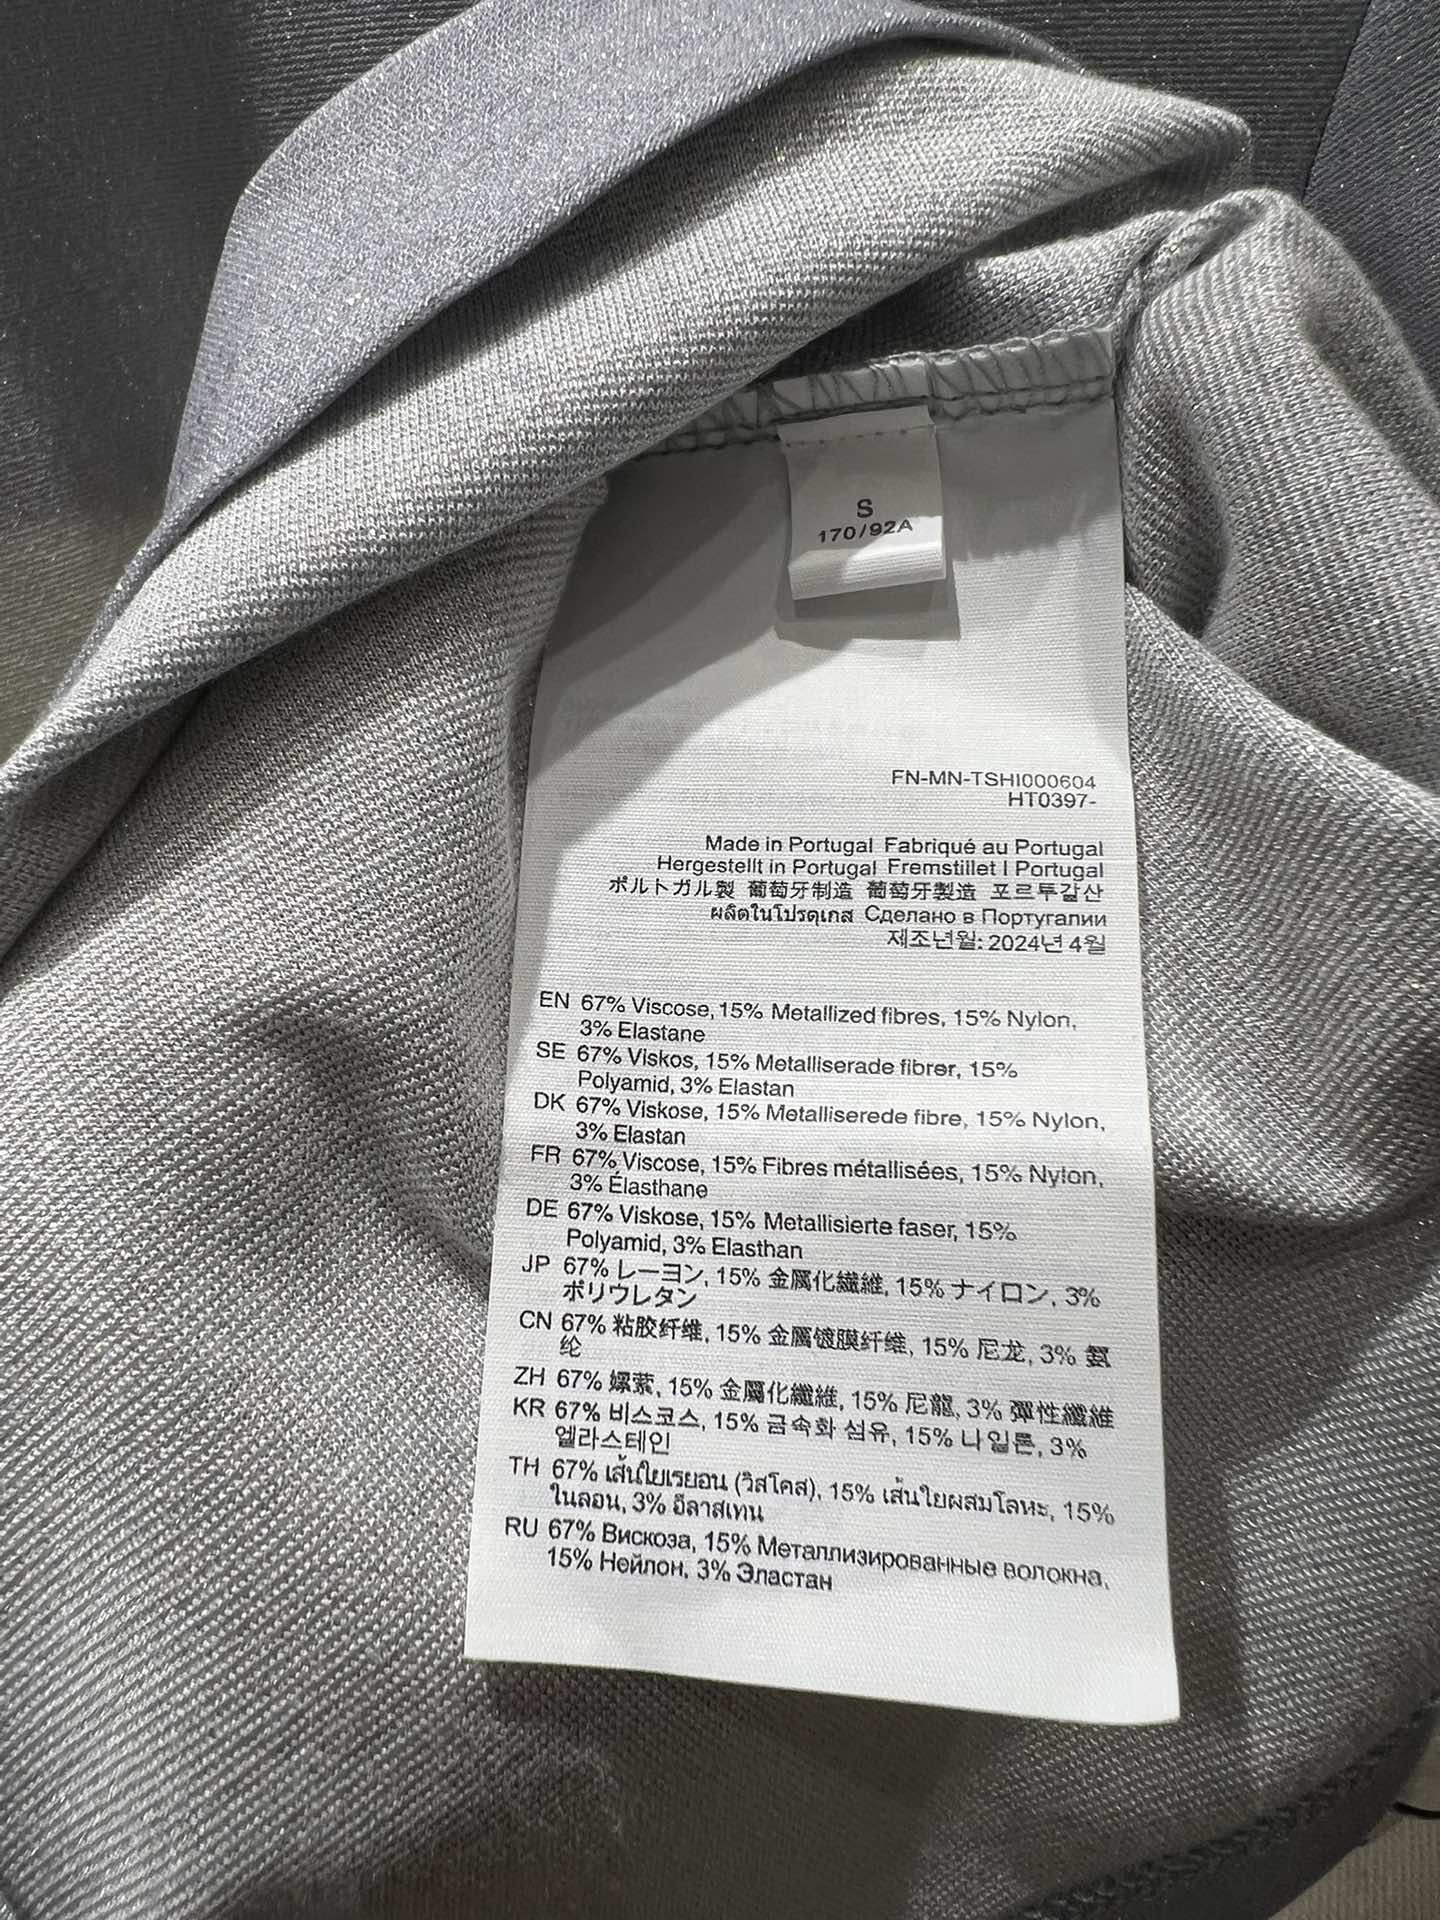 S
170/92A
FN-MN-TSHI000604
HT0397-
Made in Portugal Fabriqué au Portugal
Hergestellt in Portugal Fremstillet I Portugal
ポルトガル製 葡萄牙制造 葡萄牙製造 포르투갈산
ผลิตในโปรตุเกส Сделано в Португалии
제조년월: 2024년 4월
EN 67% Viscose, 15% Metallized fibres, 15% Nylon,
3% Elastane
SE 67% Viskos, 15% Metalliserade fibrer, 15%
Polyamid, 3% Elastan
DK 67% Viskose, 15% Metalliserede fibre, 15% Nylon,
3% Elastan
FR 67% Viscose, 15% Fibres métallisées, 15% Nylon,
3% Élasthane
DE 67% Viskose, 15% Metallisierte faser, 15%
Polyamid, 3% Elasthan
JP 67% レーヨン, 15% 金属化繊維, 15% ナイロン, 3%
ポリウレタン
CN 67% 粘胶纤维, 15% 金属镀膜纤维, 15% 尼龙, 3% 氨
纶
ZH 67% 嫘縈, 15% 金屬化纖維, 15% 尼龍, 3% 彈性纖維
KR 67% 비스코스, 15% 금속화 섬유, 15% 나일론, 3%
엘라스테인
TH 67% เส้นใยเรยอน (วิสโคส), 15% เส้นใยผสมโลหะ, 15%
ไนลอน, 3% อีลาสเทน
RU 67% Вискоза, 15% Металлизированные волокна,
15% Нейлон, 3% Эластан